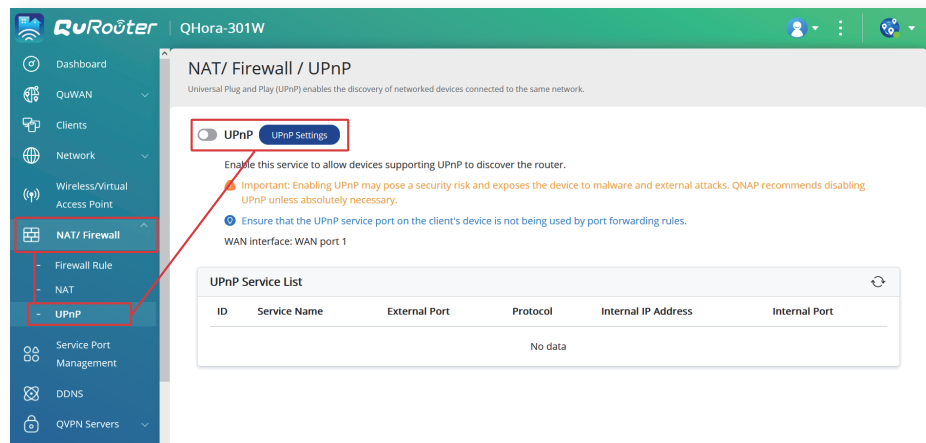 QuRoůter QHora-301W
Dashboard
QuWAN
Clients
Network
Wireless/Virtual
Access Point
NAT/ Firewall
Firewall Rule
NAT
UPnP
Service Port
Management
DDNS
QVPN Servers
NAT/ Firewall / UPnP
Universal Plug and Play (UPnP) enables the discovery of networked devices connected to the same network.
UPnP UPnP Settings
Enable this service to allow devices supporting UPnP to discover the router.
Important: Enabling UPnP may pose a security risk and exposes the device to malware and external attacks. QNAP recommends disabling
UPnP unless absolutely necessary.
Ensure that the UPnP service port on the client's device is not being used by port forwarding rules.
WAN interface: WAN port 1
UPnP Service List
ID Service Name External Port Protocol Internal IP Address Internal Port
No data